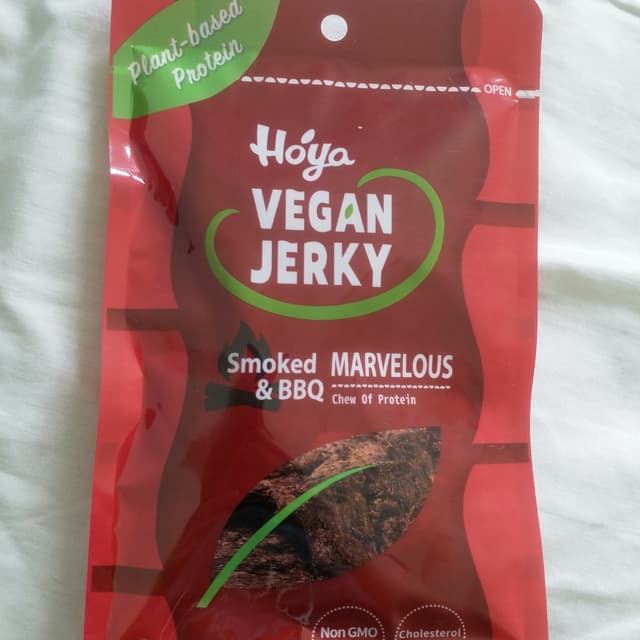 Plant-based
Protein
OPEN
Hoya
VEGAN
JERKY
Smoked
& BBQ
MARVELOUS
Chew Of Protein
Non GMO
Cholesterol